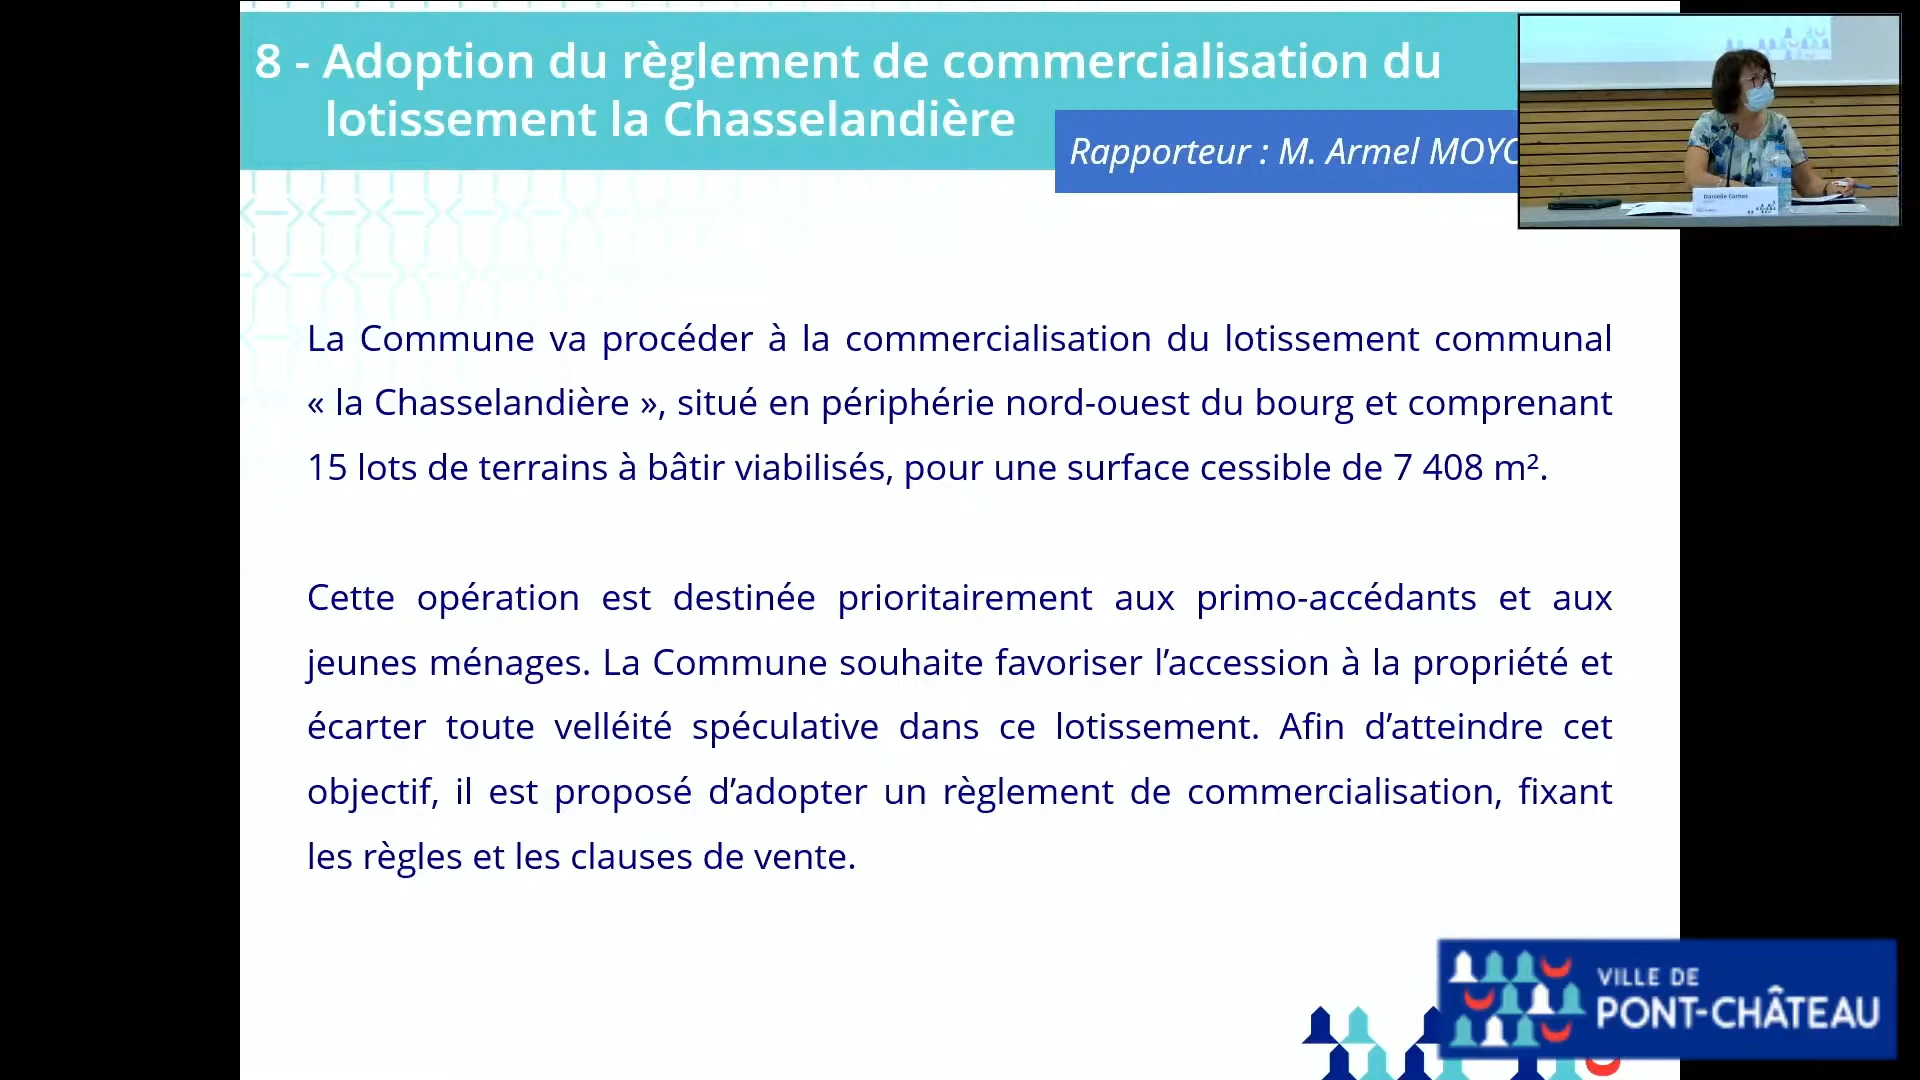 8 - Adoption du règlement de commercialisation du
lotissement la Chasselandière
Rapporteur : M. Armel
La Commune va procéder à la commercialisation du lotissement communal
« la Chasselandière », situé en périphérie nord-ouest du bourg et comprenant
15 lots de terrains à bâtir viabilisés, pour une surface cessible de 7 408 m².
Cette opération est destinée prioritairement aux primo-accédants et aux
jeunes ménages. La Commune souhaite favoriser l’accession à la propriété et
écarter toute velléité spéculative dans ce lotissement. Afin d’atteindre cet
objectif, il est proposé d’adopter un règlement de commercialisation, fixant
les règles et les clauses de vente.
VILLE DE
PONT-CHÂTEAU